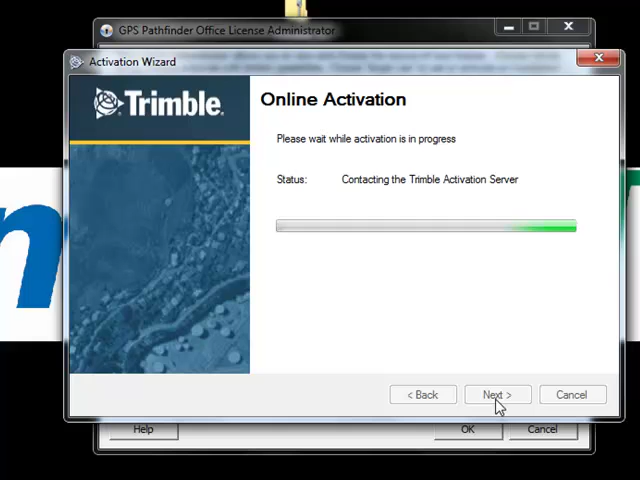 GPS Pathfinder Office License Administrator
Activation Wizard
Trimble.
Online Activation
Please wait while activation is in progress
Status: Contacting the Trimble Activation Server
< Back Next > Cancel
Help OK Cancel